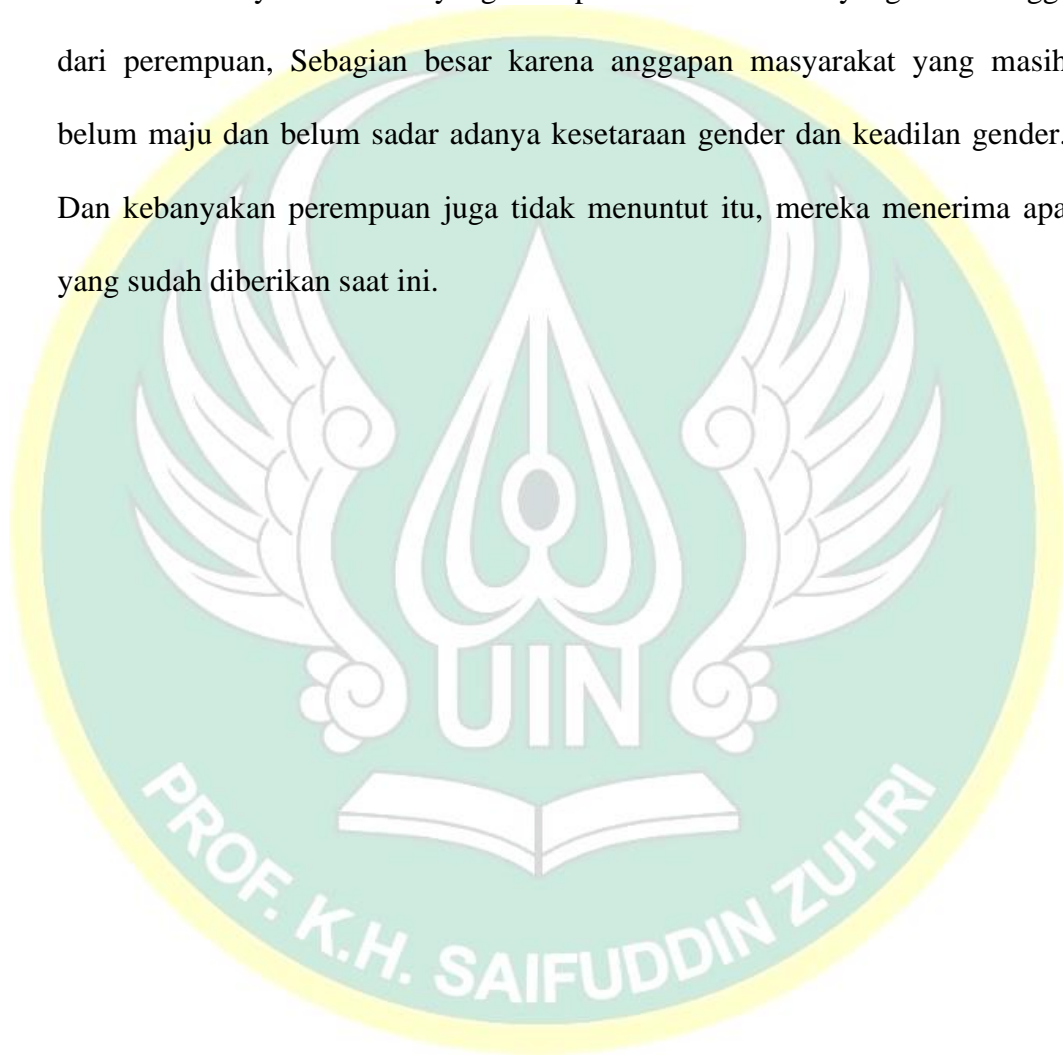 dari perempuan, Sebagian besar karena anggapan masyarakat yang masih
belum maju dan belum sadar adanya kesetaraan gender dan keadilan gender.
Dan kebanyakan perempuan juga tidak menuntut itu, mereka menerima apa
yang sudah diberikan saat ini.
UIN
PROF. K.H. SAIFUDDIN ZUHRI